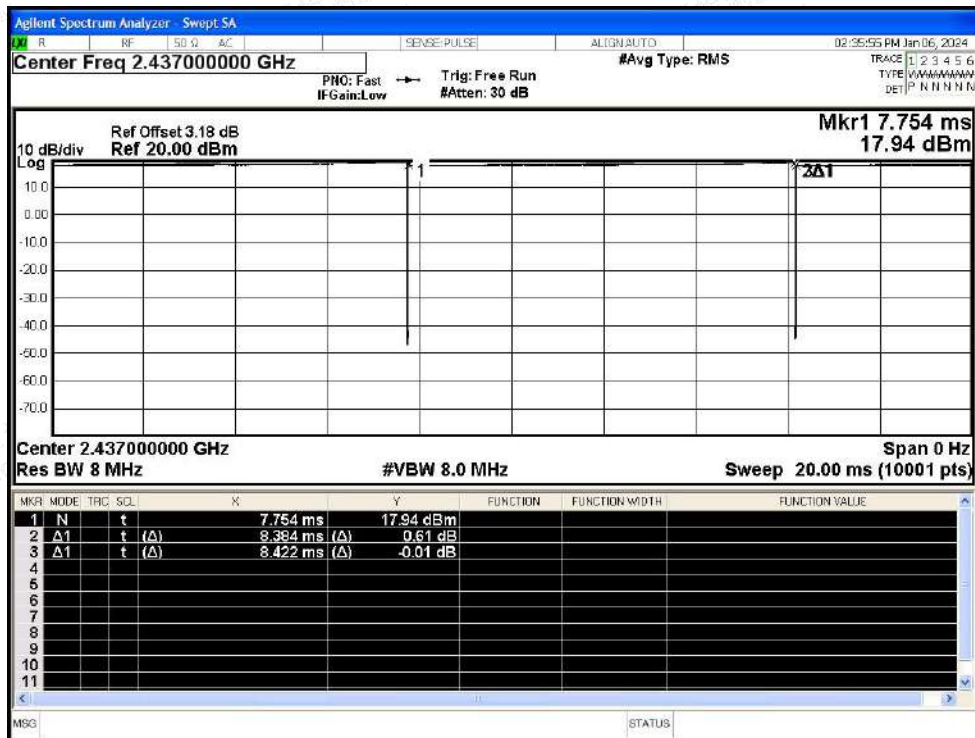 Agilent Spectrum Analyzer - Swept SA
LXI R RF 50 Ω AC SENSE:PULSE ALIGN AUTO 02:35:55 PM Jan 06, 2024
Center Freq 2.437000000 GHz #Avg Type: RMS TRACE 1 2 3 4 5 6
PNO: Fast Trig: Free Run TYPE WWWWWW
IFGain:Low #Atten: 30 dB DET P N N N N N
Mkr1 7.754 ms
Ref Offset 3.18 dB
10 dB/div Ref 20.00 dBm 17.94 dBm
Log
1 2 3Δ1
10.0
0.00
-10.0
-20.0
-30.0
-40.0
-50.0
-60.0
-70.0
Center 2.437000000 GHz Span 0 Hz
Res BW 8 MHz #VBW 8.0 MHz Sweep 20.00 ms (10001 pts)
MKR MODE TRC SCL X Y FUNCTION FUNCTION WIDTH FUNCTION VALUE
1 N t 7.754 ms 17.94 dBm
2 Δ1 t (Δ) 8.384 ms (Δ) 0.61 dB
3 Δ1 t (Δ) 8.422 ms (Δ) -0.01 dB
4
5
6
7
8
9
10
11
MSG STATUS